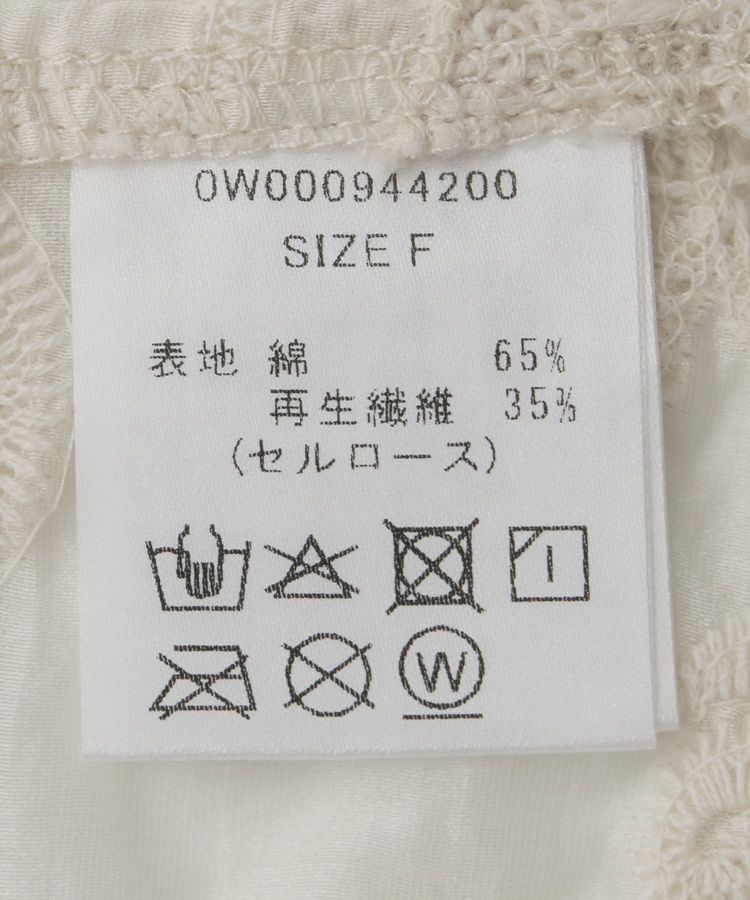 0W000944200
SIZE F
表地 綿 65%
再生繊維 35%
(セルロース)
W